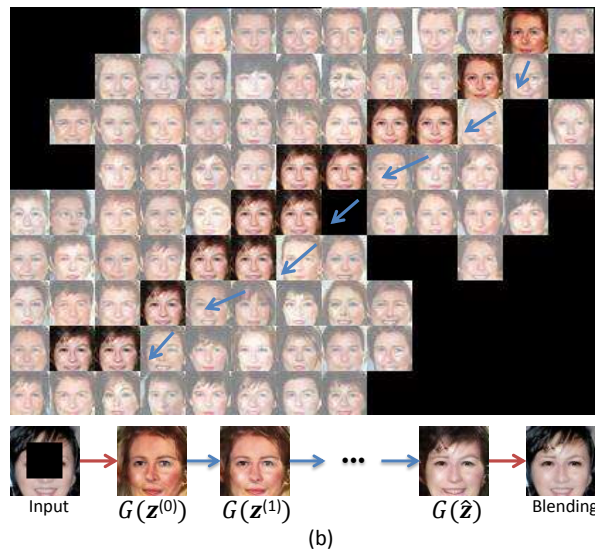 Input
G(z^(0))
G(z^(1))
•••
G(ẑ)
Blending
(b)